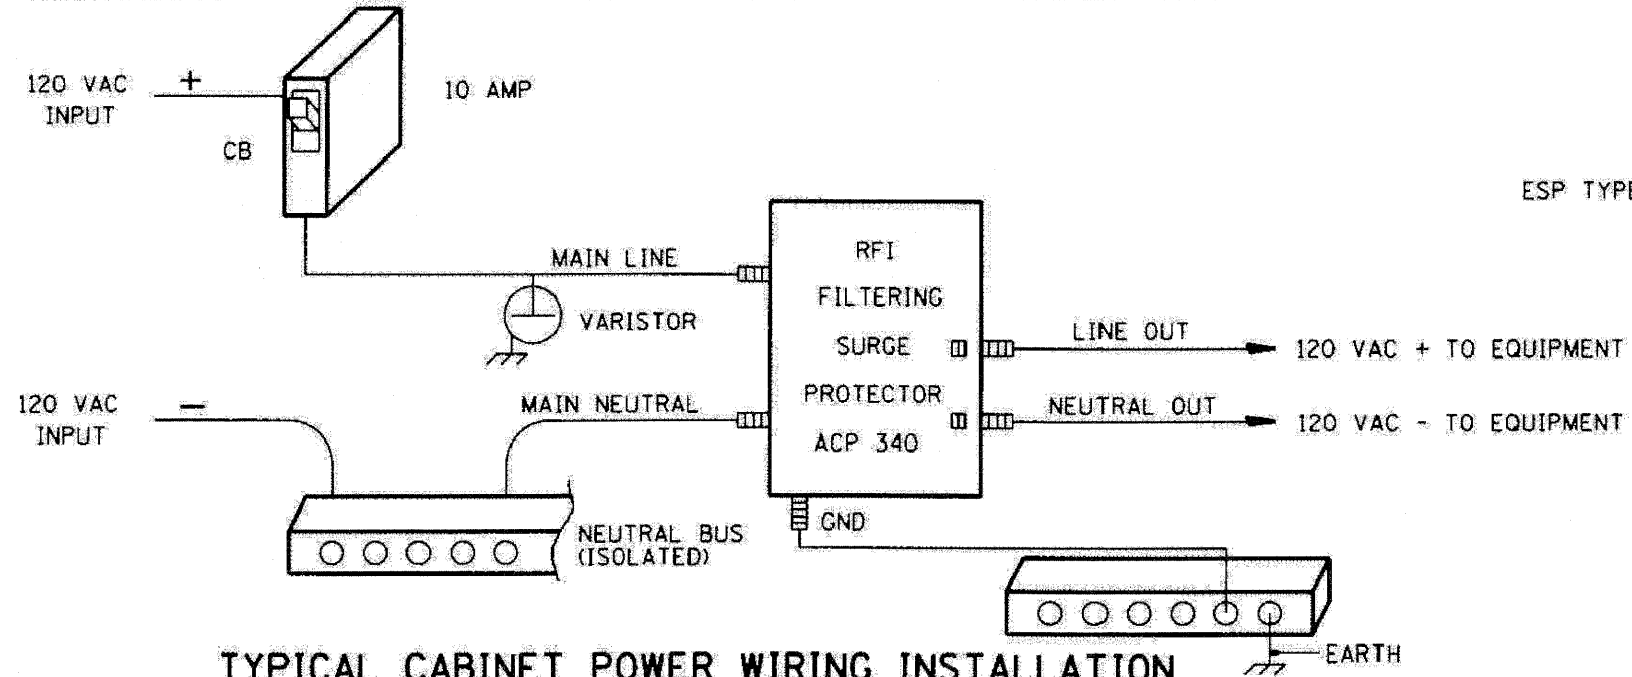 120 VAC +
INPUT
10 AMP
CB
ESP TYPE
MAIN LINE
VARISTOR
RFI
FILTERING
SURGE
PROTECTOR
ACP 340
LINE OUT
120 VAC + TO EQUIPMENT
120 VAC −
INPUT
MAIN NEUTRAL
NEUTRAL OUT
120 VAC - TO EQUIPMENT
GND
NEUTRAL BUS
(ISOLATED)
EARTH
TYPICAL CABINET POWER WIRING INSTALLATION